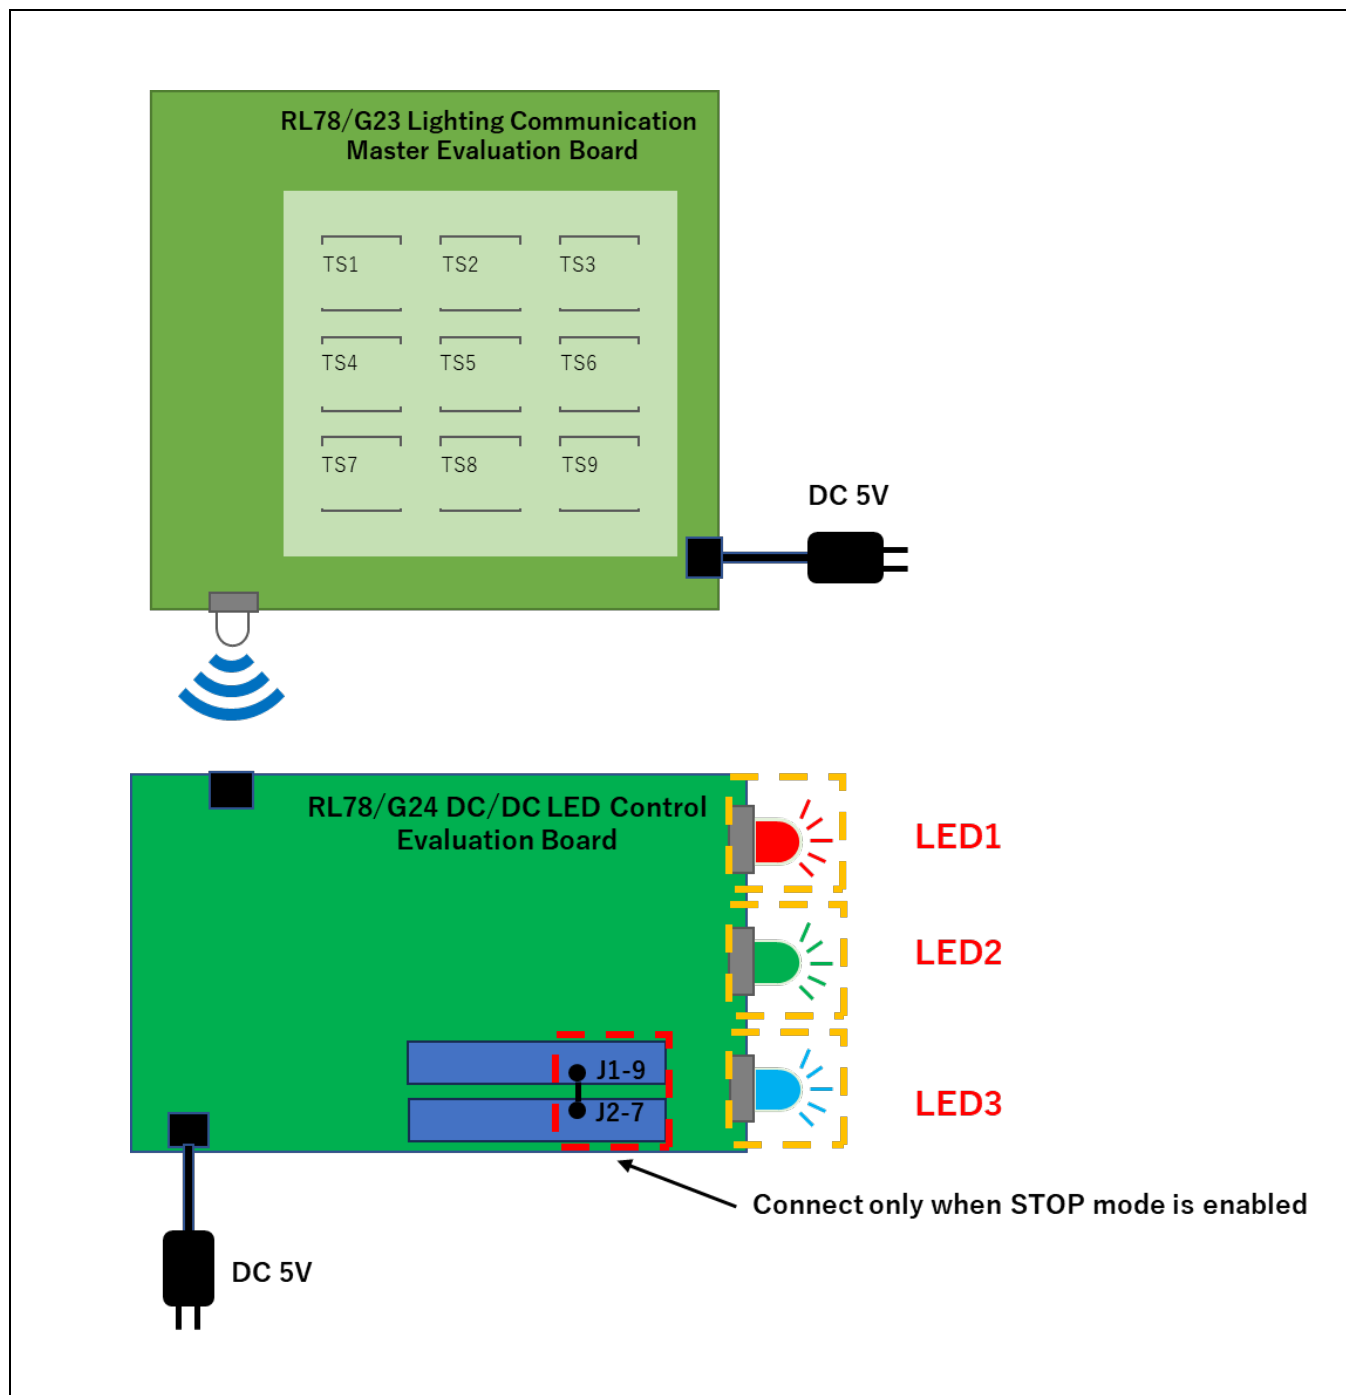 RL78/G23 Lighting Communication
Master Evaluation Board
TS1
TS2
TS3
TS4
TS5
TS6
TS7
TS8
TS9
DC 5V
RL78/G24 DC/DC LED Control
Evaluation Board
LED1
LED2
J1-9
J2-7
LED3
Connect only when STOP mode is enabled
DC 5V